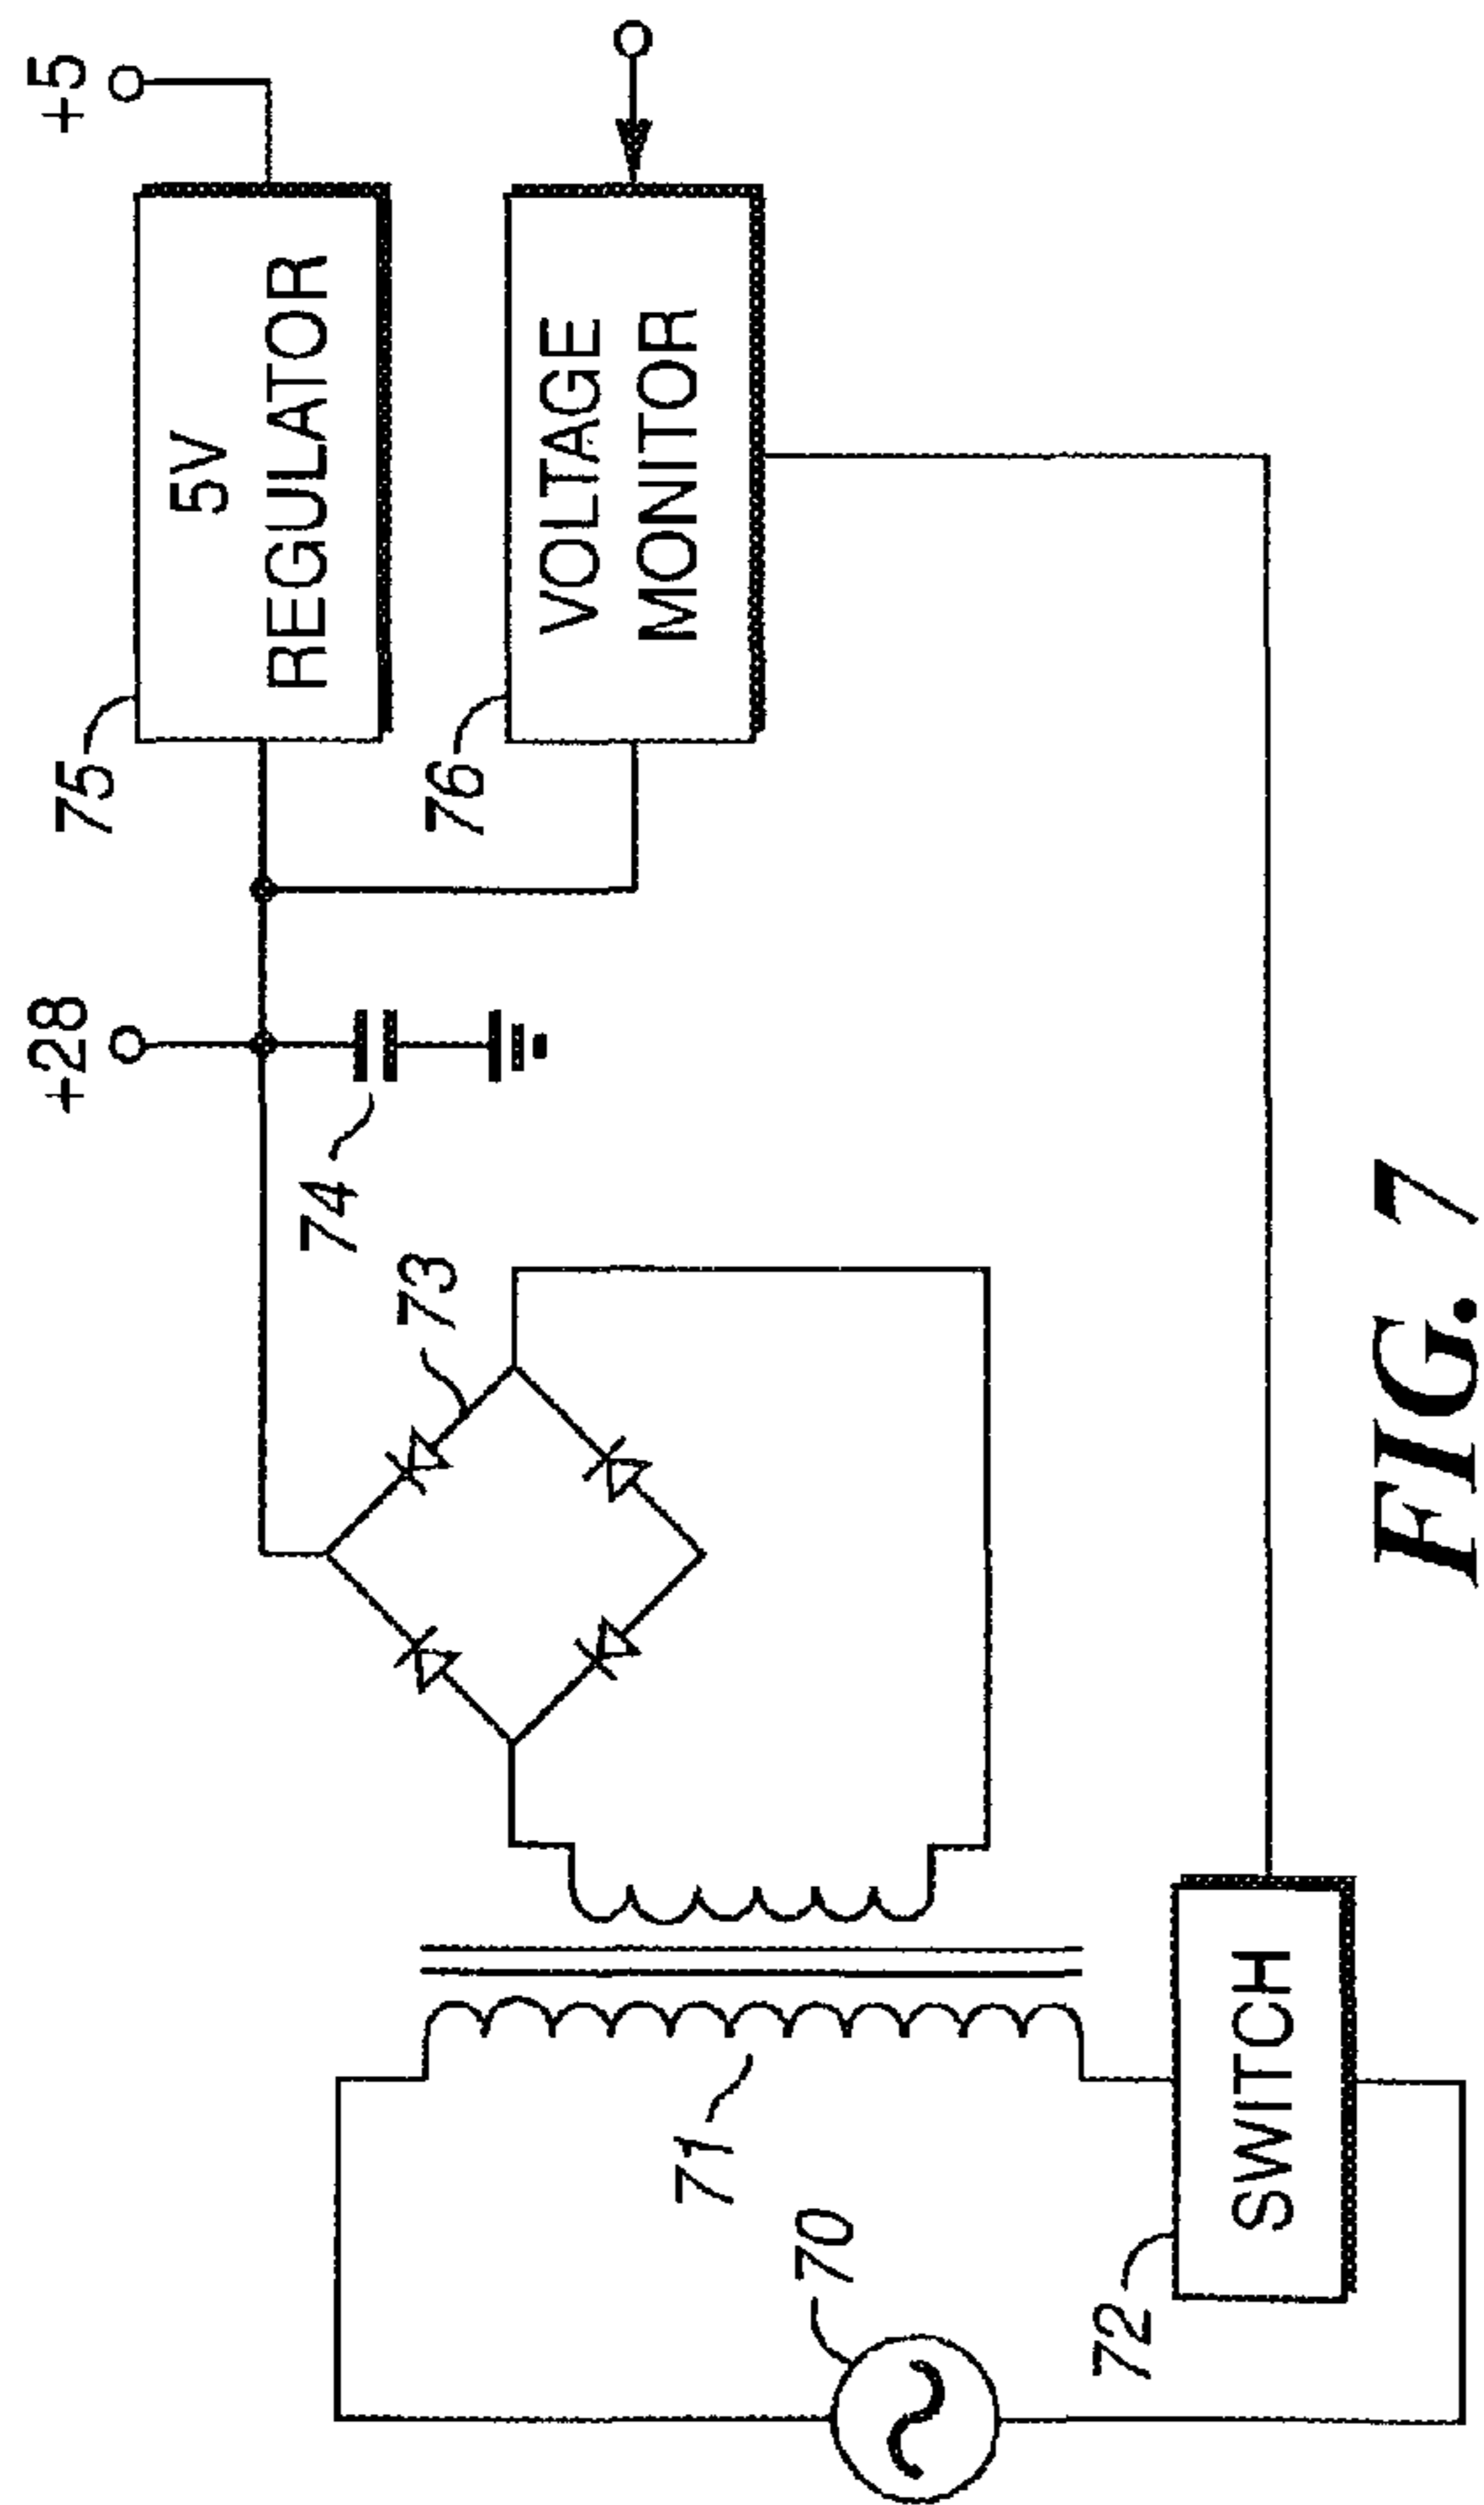 +28
+5
75
5V
REGULATOR
74
73
76
VOLTAGE
MONITOR
71
70
72
SWITCH
FIG. 7